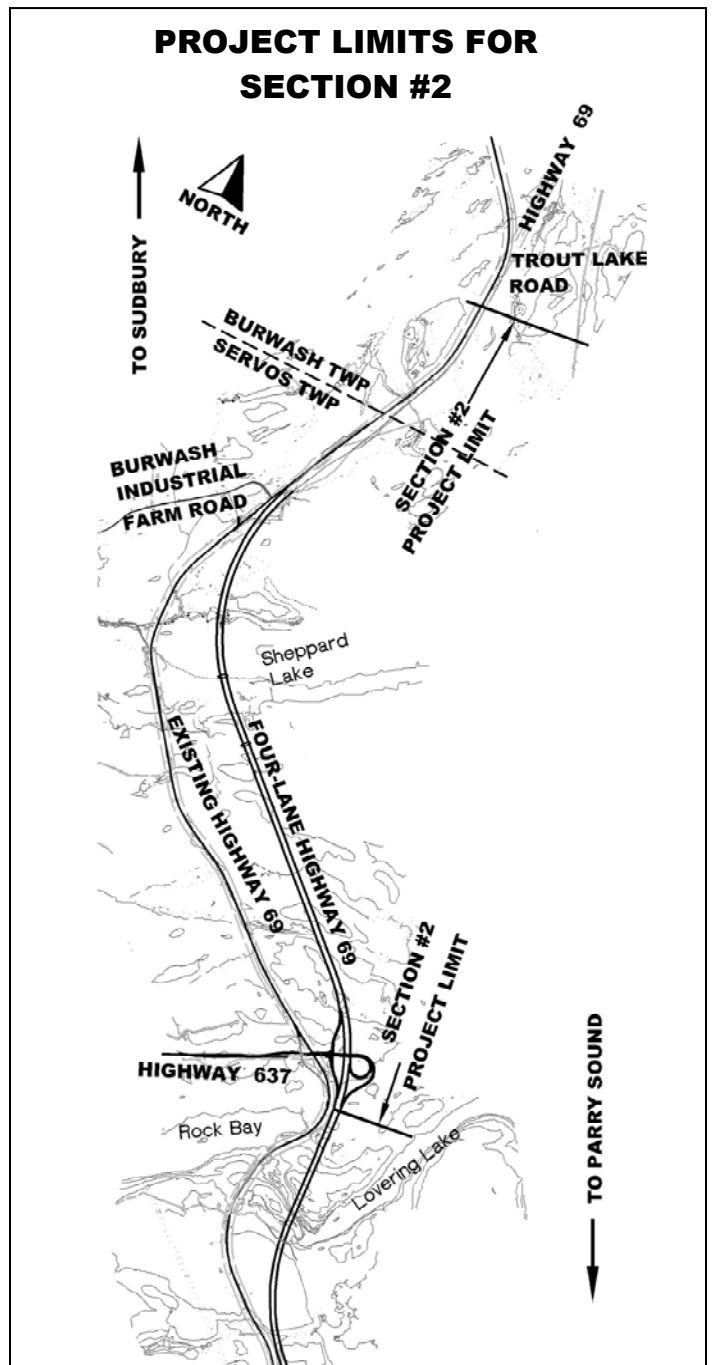 PROJECT LIMITS FOR
SECTION #2
HIGHWAY 69
NORTH
TO SUDBURY
TROUT LAKE
ROAD
BURWASH TWP
SERVOS TWP
SECTION #2
PROJECT LIMIT
BURWASH
INDUSTRIAL
FARM ROAD
Sheppard
Lake
EXISTING HIGHWAY 69
FOUR-LANE HIGHWAY 69
SECTION #2
PROJECT LIMIT
HIGHWAY 637
Rock Bay
Lovering Lake
TO PARRY SOUND